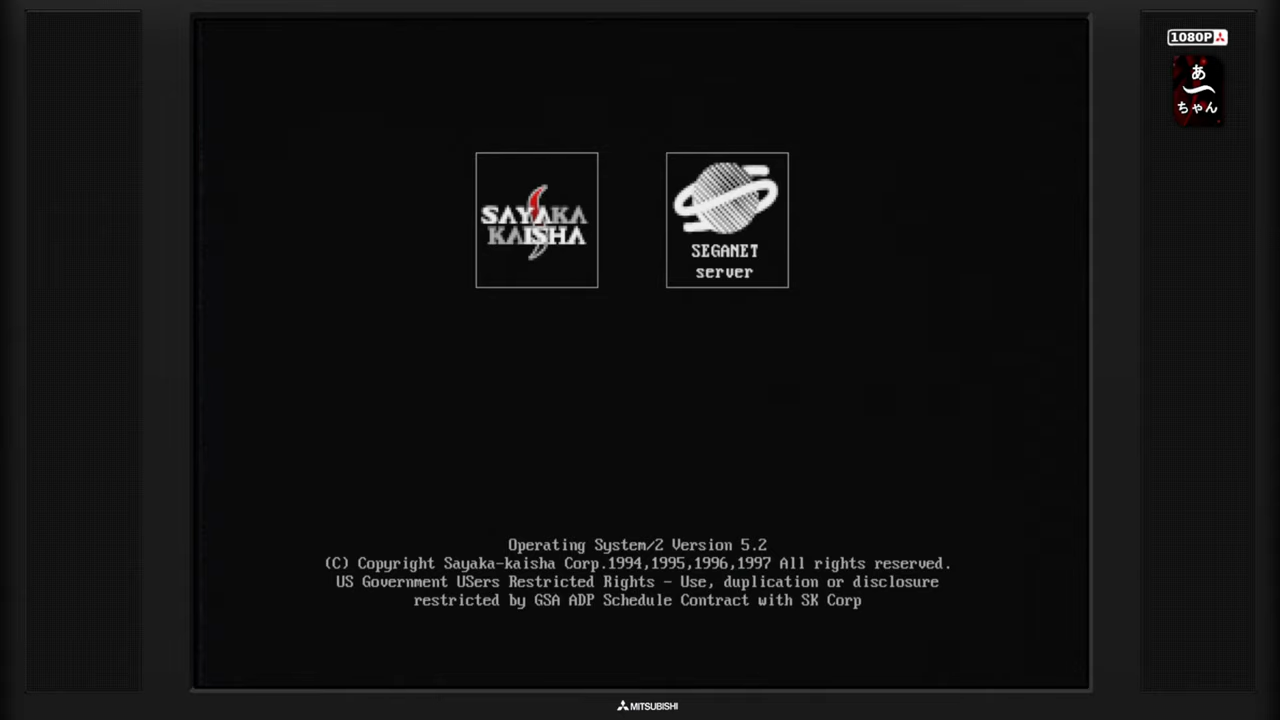 1080P
あ
ー
ちゃん
SAYAKA
KAISHA
SEGANET
server
Operating System/2 Version 5.2
(C) Copyright Sayaka-kaisha Corp.1994,1995,1996,1997 All rights reserved.
US Government USers Restricted Rights - Use, duplication or disclosure
restricted by GSA ADP Schedule Contract with SK Corp
MITSUBISHI